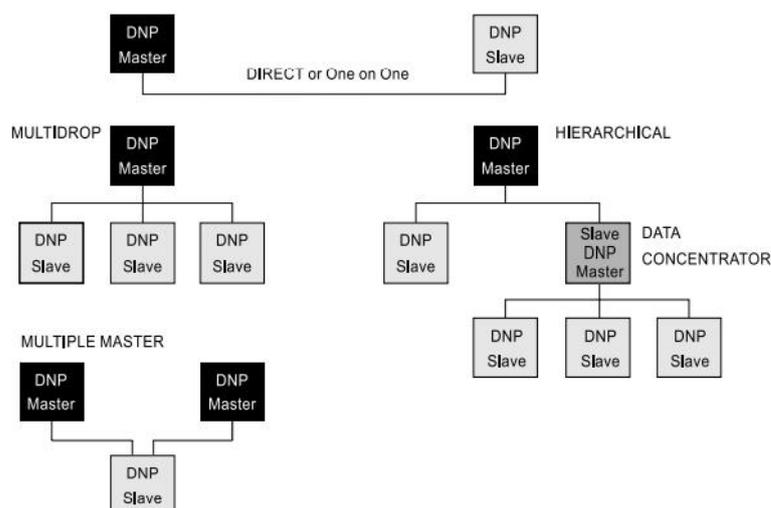 DNP
Master
DIRECT or One on One
DNP
Slave
MULTIDROP
DNP
Master
DNP
Slave
DNP
Slave
DNP
Slave
HIERARCHICAL
DNP
Master
DNP
Slave
Slave
DNP
Master
DATA
CONCENTRATOR
DNP
Slave
DNP
Slave
DNP
Slave
MULTIPLE MASTER
DNP
Master
DNP
Master
DNP
Slave